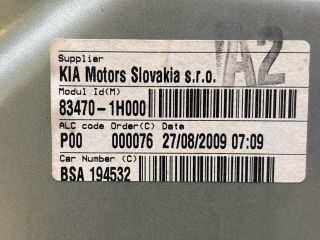 A2
Supplier
KIA Motors Slovakia s.r.o.
Modul Id(M)
83470-1H000
ALC code Order(C) Date
P00 000076 27/08/2009 07:09
Car Number (C)
BSA 194532